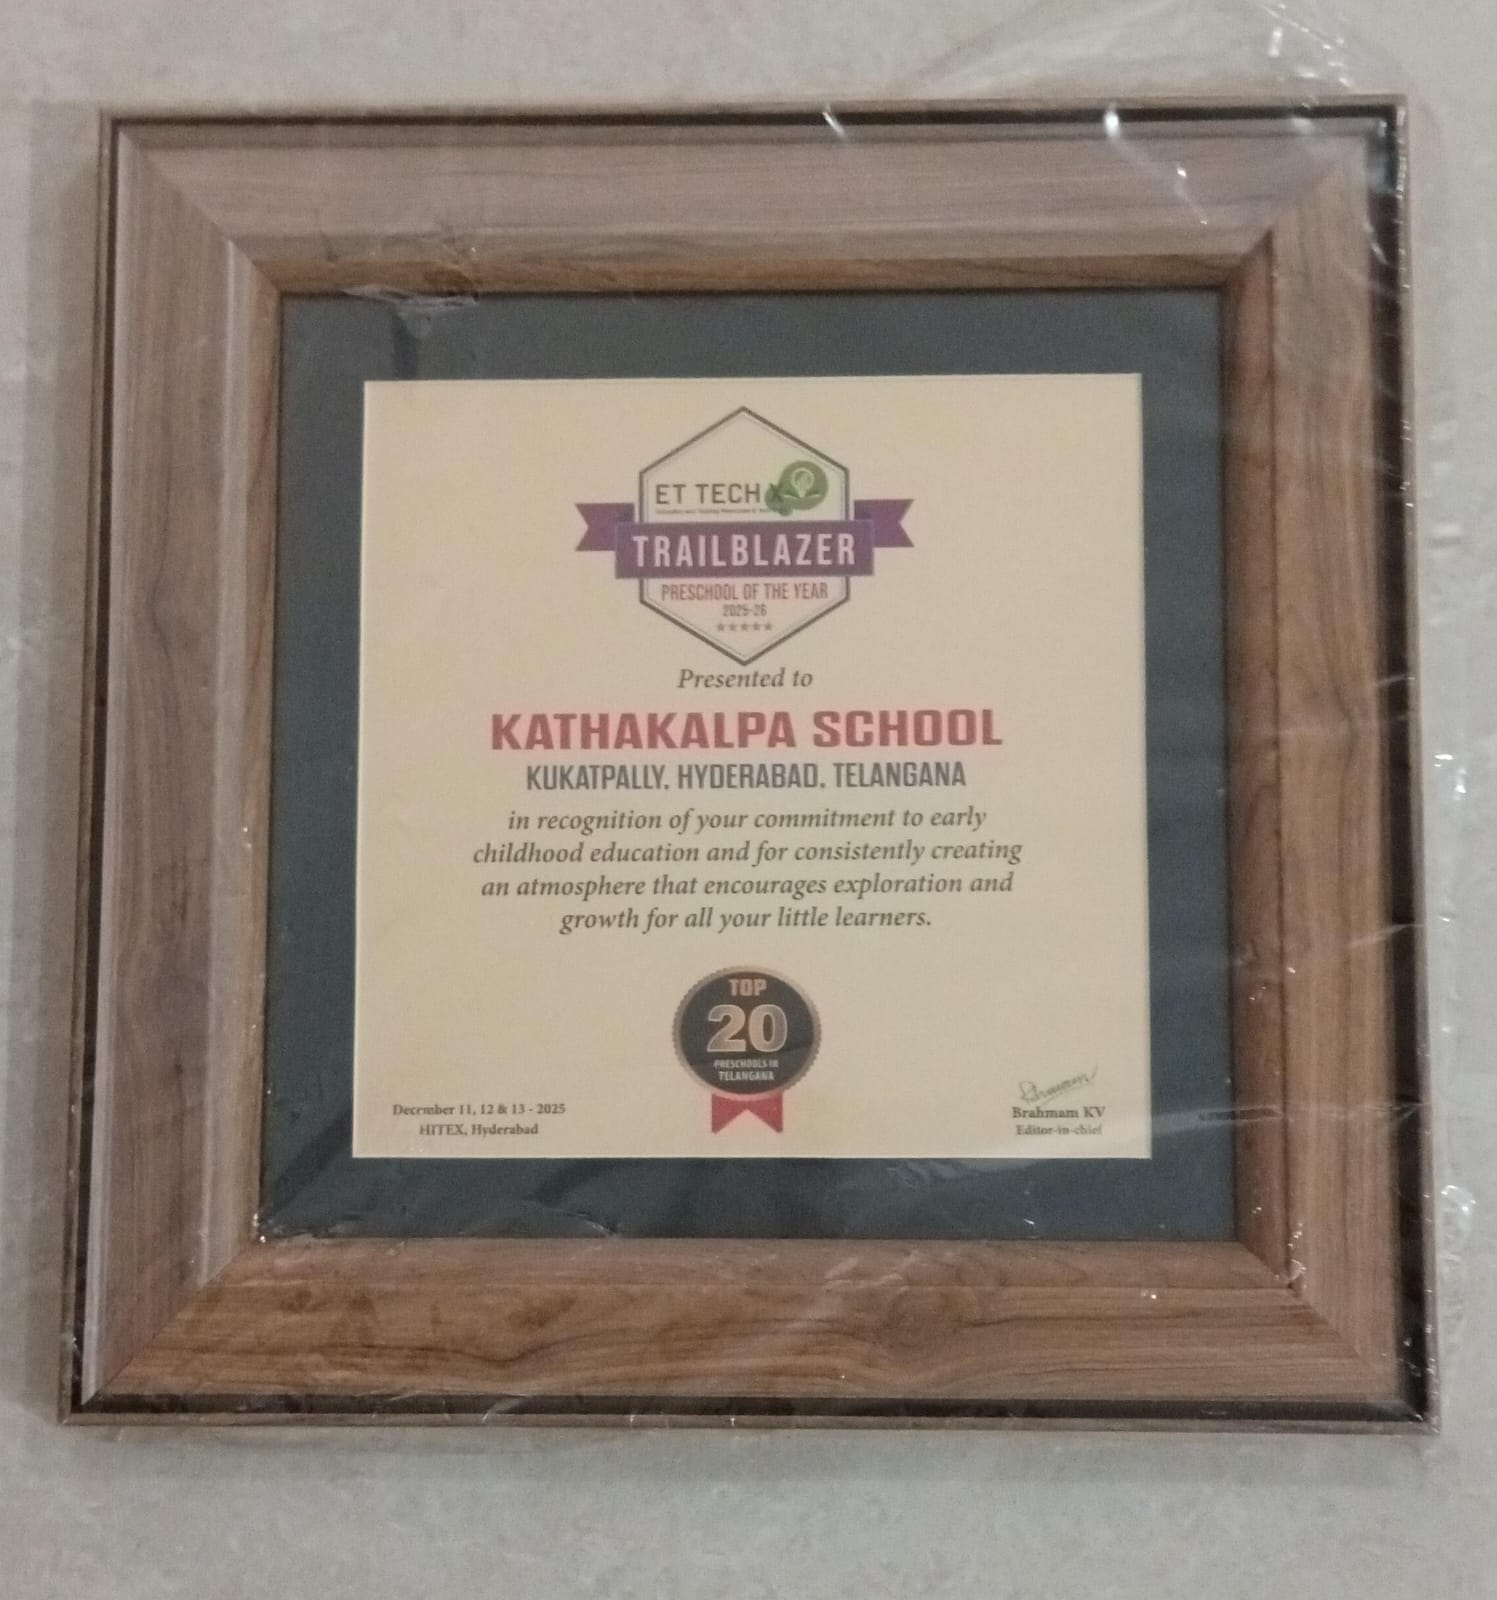 ET TECH X
TRAILBLAZER
PRESCHOOL OF THE YEAR
2025-26
Presented to
KATHAKALPA SCHOOL
KUKATPALLY, HYDERABAD, TELANGANA
in recognition of your commitment to early
childhood education and for consistently creating
an atmosphere that encourages exploration and
growth for all your little learners.
TOP
20
PRESCHOOLS IN
TELANGANA
December 11, 12 & 13 - 2025
HITEX, Hyderabad
Brahmam KV
Editor-in-chief